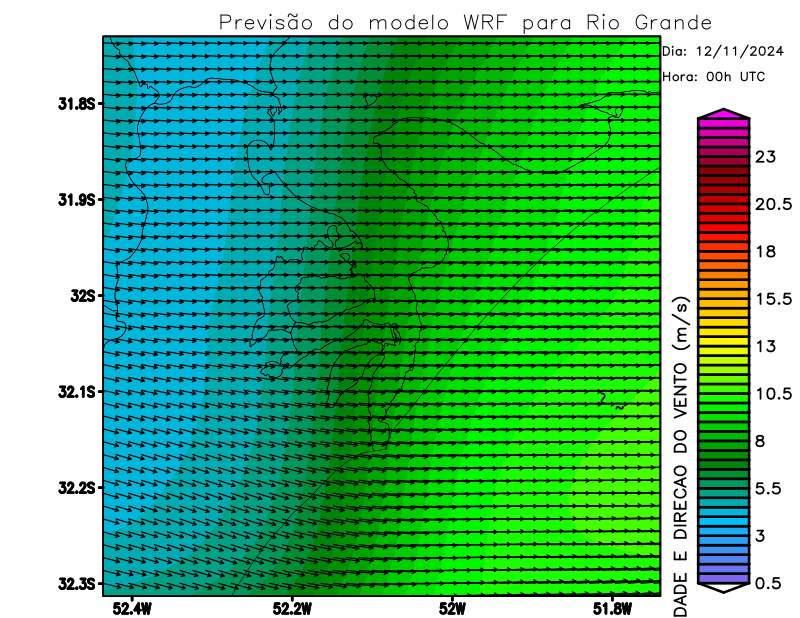 Previsão do modelo WRF para Rio Grande
Dia: 12/11/2024
Hora: 00h UTC
31.8S
31.9S
32S
32.1S
32.2S
32.3S
52.4W
52.2W
52W
51.8W
DADE E DIRECAO DO VENTO (m/s)
23
20.5
18
15.5
13
10.5
8
5.5
3
0.5